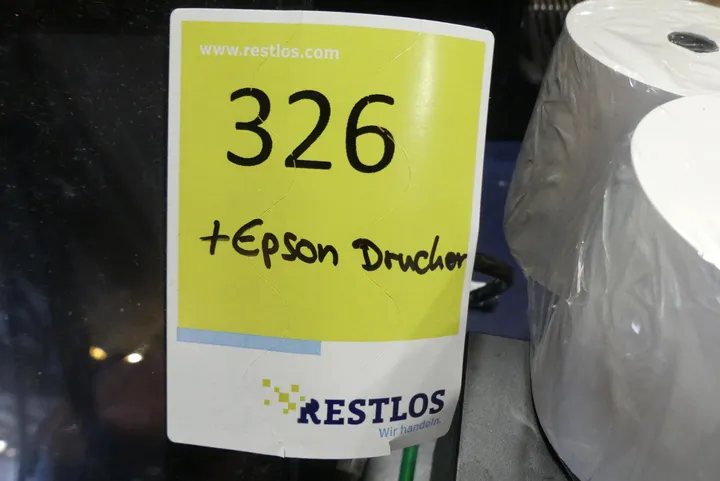 www.restlos.com
326
+Epson Drucker
RESTLOS
Wir handeln.